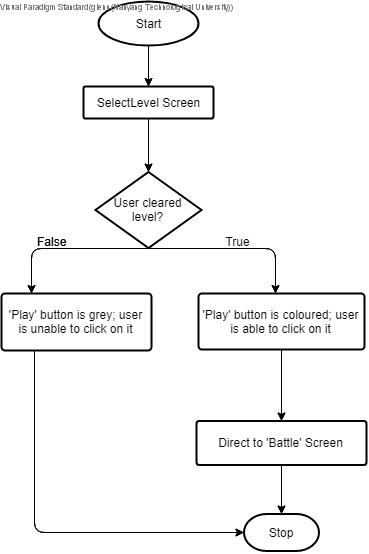 Visual Paradigm Standard(glenn(Nanyang Technological University))
Start
SelectLevel Screen
User cleared
level?
False
True
'Play' button is grey; user
is unable to click on it
'Play' button is coloured; user
is able to click on it
Direct to 'Battle' Screen
Stop